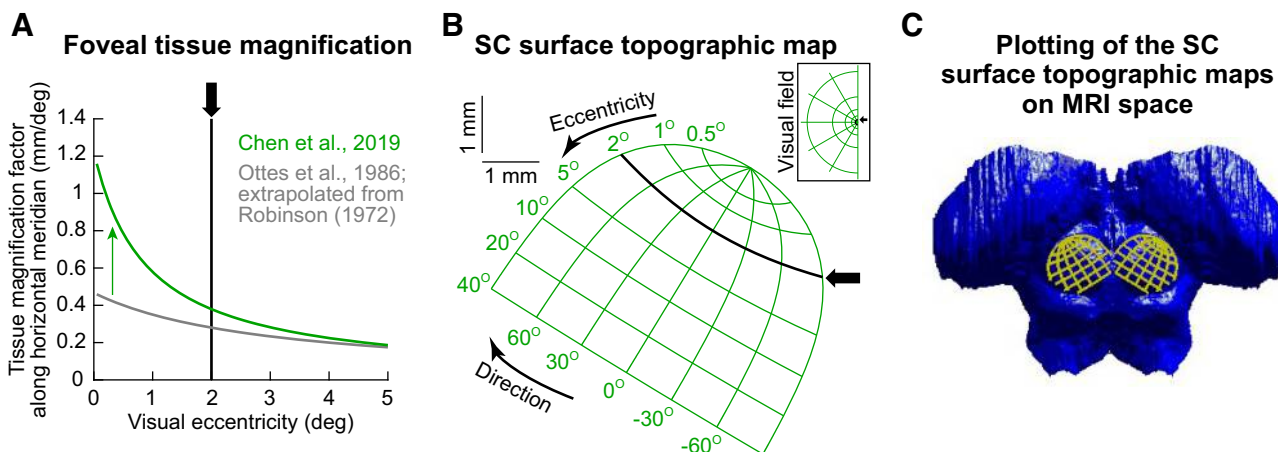 A
Foveal tissue magnification
Tissue magnification factor
along horizontal meridian (mm/deg)
1.4
1.2
1
0.8
0.6
0.4
0.2
0
0
1
2
3
4
5
Visual eccentricity (deg)
Chen et al., 2019
Ottes et al., 1986;
extrapolated from
Robinson (1972)
B
SC surface topographic map
1 mm
1 mm
Eccentricity
0.5°
1°
2°
5°
10°
20°
40°
60°
30°
0°
-30°
-60°
Direction
Visual field
C
Plotting of the SC
surface topographic maps
on MRI space